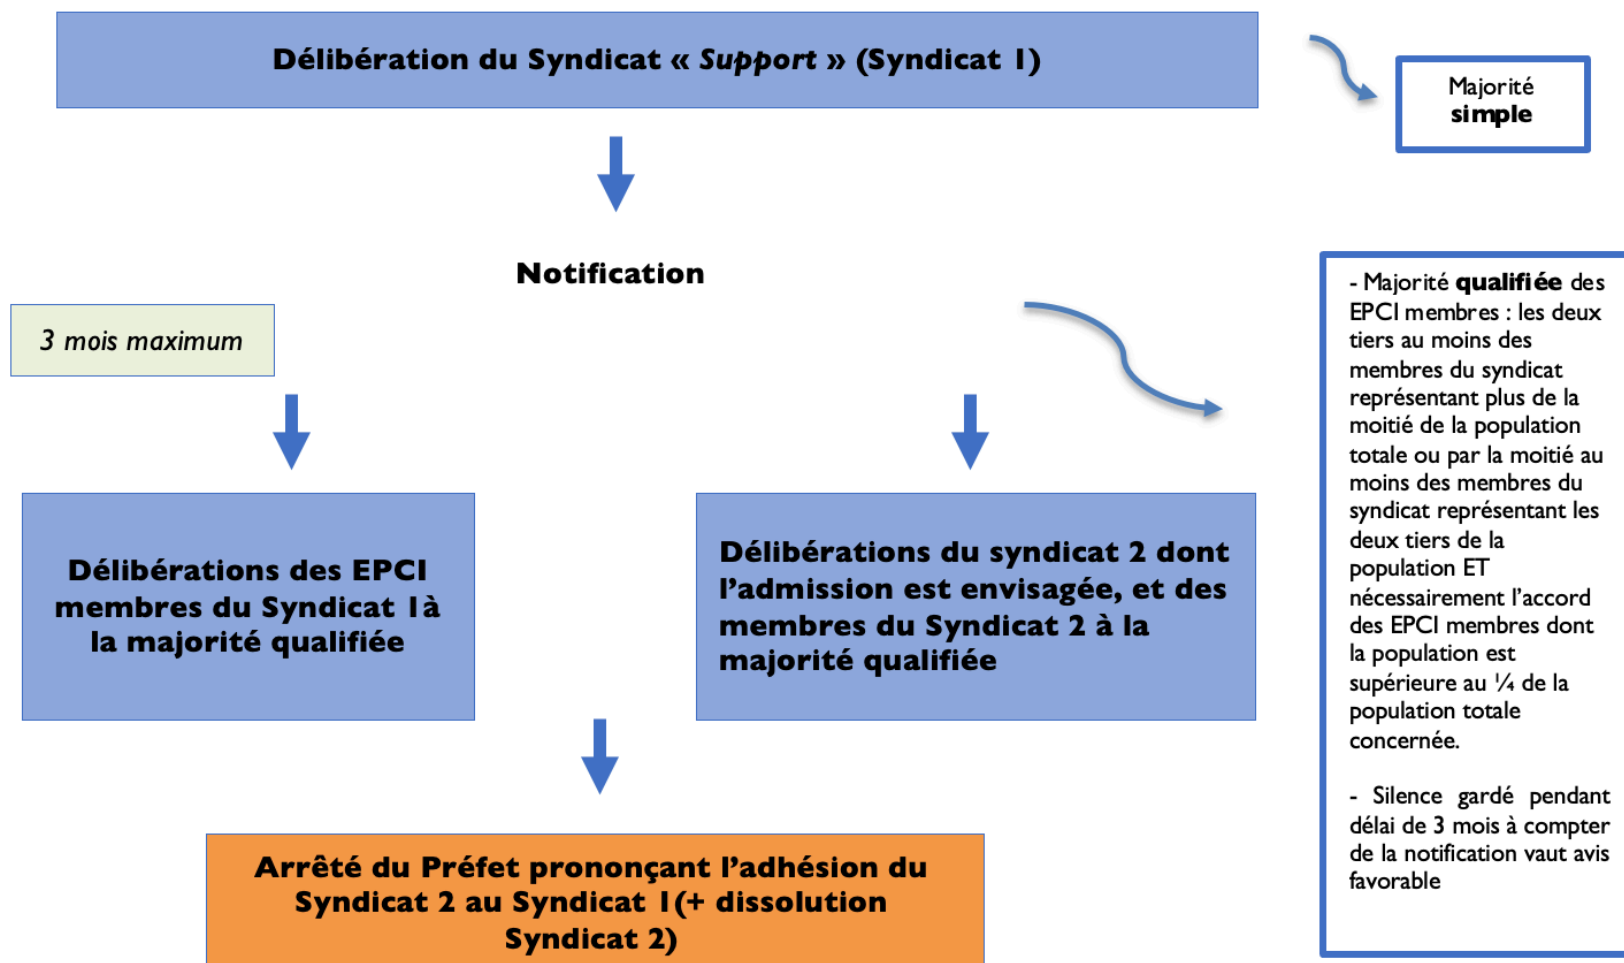 Délibération du Syndicat « Support » (Syndicat 1)
Majorité
simple
Notification
3 mois maximum
Délibérations des EPCI
membres du Syndicat 1à
la majorité qualifiée
Délibérations du syndicat 2 dont
l’admission est envisagée, et des
membres du Syndicat 2 à la
majorité qualifiée
Arrêté du Préfet prononçant l’adhésion du
Syndicat 2 au Syndicat 1(+ dissolution
Syndicat 2)
- Majorité qualifiée des
EPCI membres : les deux
tiers au moins des
membres du syndicat
représentant plus de la
moitié de la population
totale ou par la moitié au
moins des membres du
syndicat représentant les
deux tiers de la
population ET
nécessairement l’accord
des EPCI membres dont
la population est
supérieure au ¼ de la
population totale
concernée.
- Silence gardé pendant
délai de 3 mois à compter
de la notification vaut avis
favorable